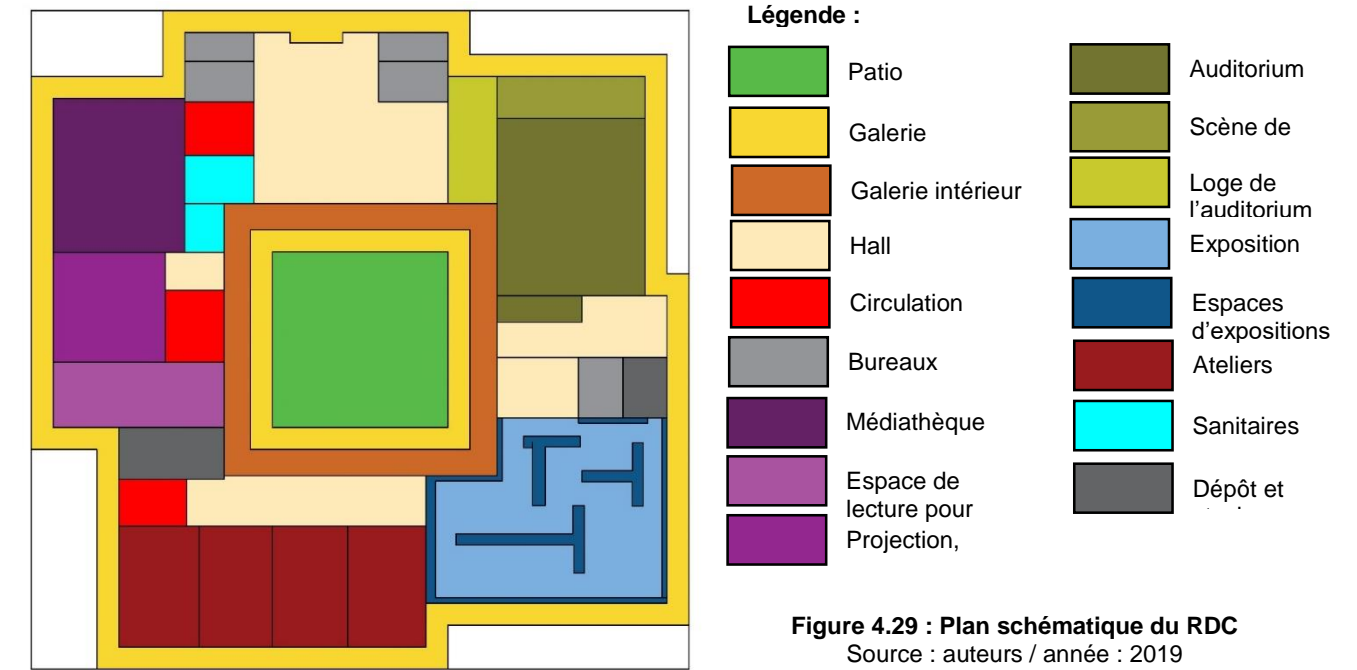 Légende :
Patio
Galerie
Galerie intérieur
Hall
Circulation
Bureaux
Médiathèque
Espace de
lecture pour
Projection,
Auditorium
Scène de
Loge de
l’auditorium
Exposition
Espaces
d’expositions
Ateliers
Sanitaires
Dépôt et
Figure 4.29 : Plan schématique du RDC
Source : auteurs / année : 2019